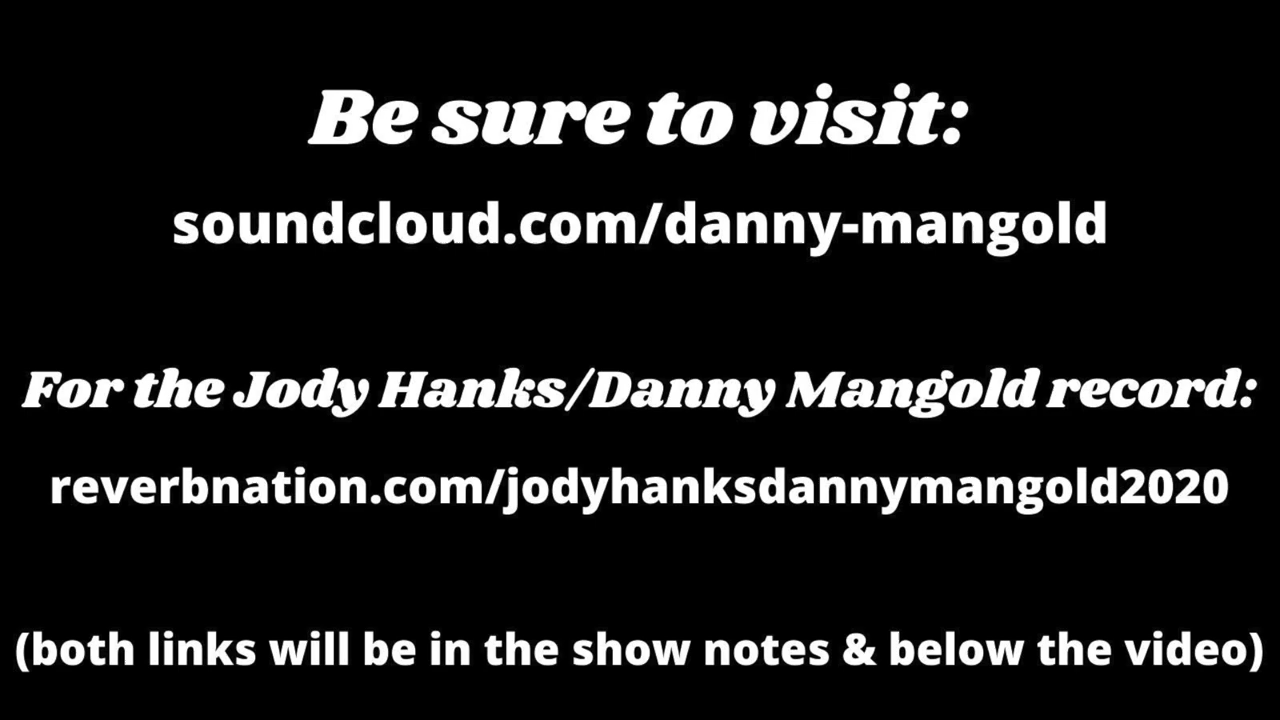 Be sure to visit:
soundcloud.com/danny-mangold
For the Jody Hanks/Danny Mangold record:
reverbnation.com/jodyhanksdannymangold2020
(both links will be in the show notes & below the video)